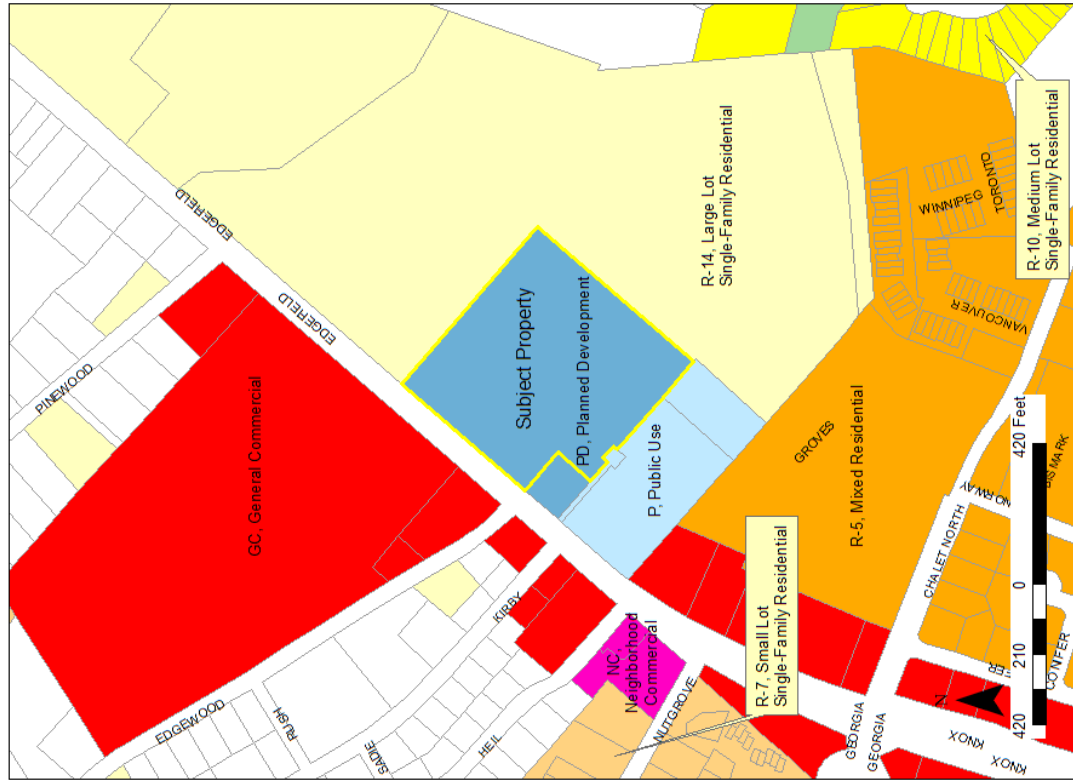 EDGEFIELD
EDGEFIELD
PINEWOOD
GC, General Commercial
Subject Property
PD, Planned Development
R-14, Large Lot
Single-Family Residential
P, Public Use
GROVES
R-5, Mixed Residential
WINNIPEG
TORONTO
VANCOUVER
R-10, Medium Lot
Single-Family Residential
KIRBY
EDGEWOOD
RUSH
SADIE
HEIL
NC,
Neighborhood
Commercial
NUTGROVE
R-7, Small Lot
Single-Family Residential
CHALET NORTH
NORWAY
BISMARK
GEORGIA
GEORGIA
KNOX
KNOX
CONIFER
N
420 210 0 420 Feet